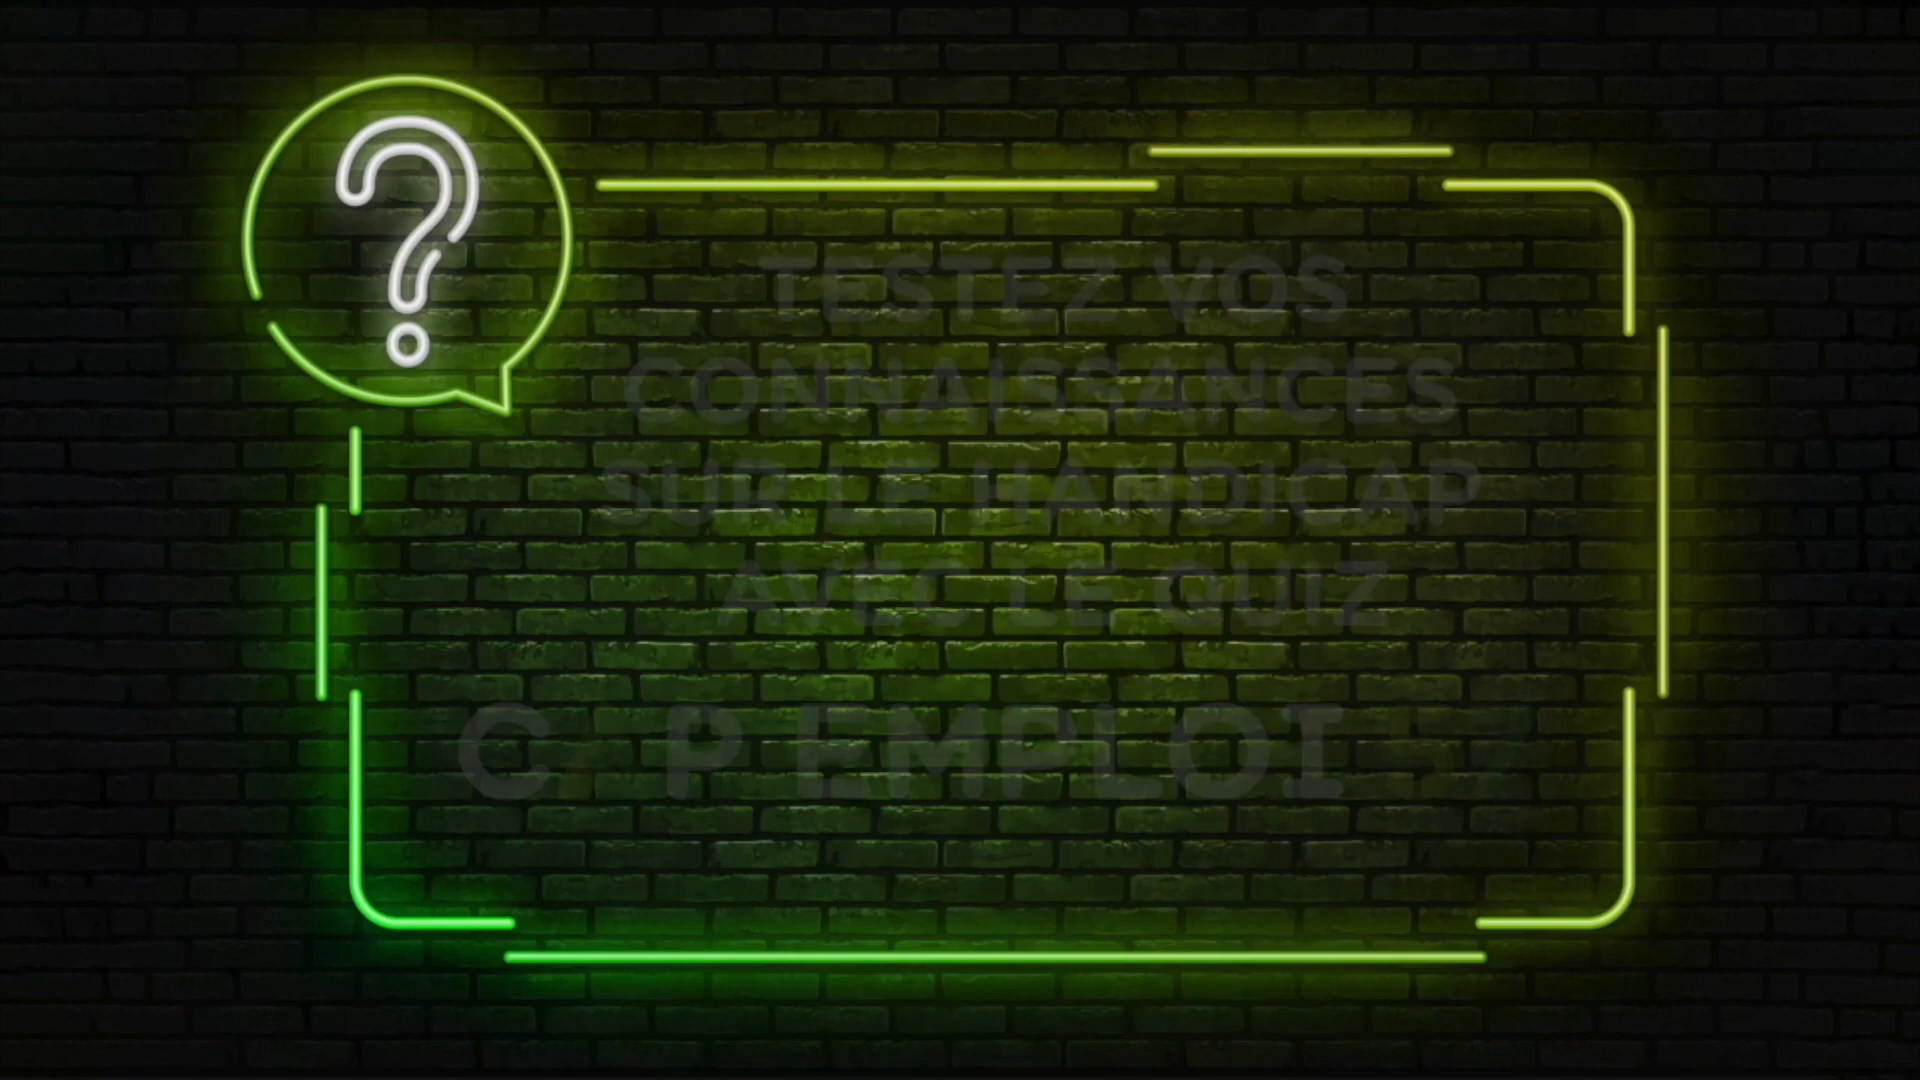 TESTEZ VOS
CONNAISSANCES
SUR LE HANDICAP
AVEC LE QUIZ
C P EMPLOI